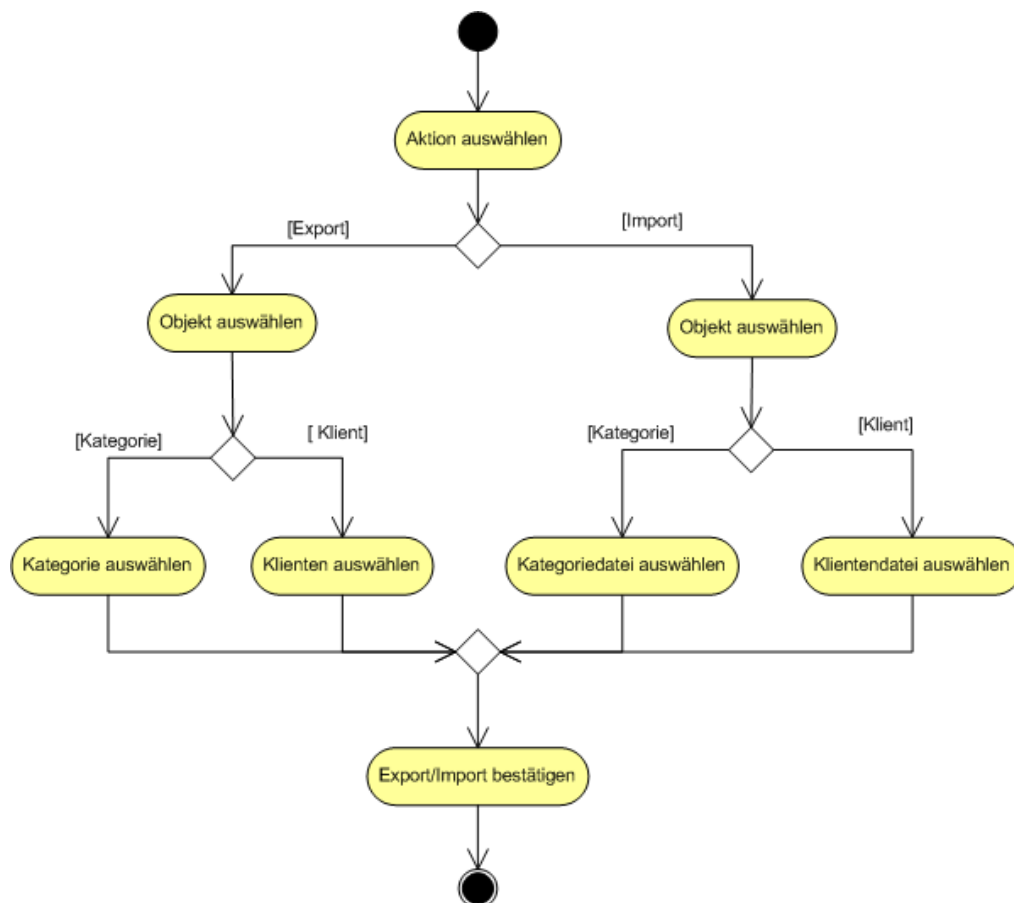 Aktion auswählen
[Export]
[Import]
Objekt auswählen
Objekt auswählen
[Kategorie]
[ Klient]
[Kategorie]
[Klient]
Kategorie auswählen
Klienten auswählen
Kategoriedatei auswählen
Klientendatei auswählen
Export/Import bestätigen